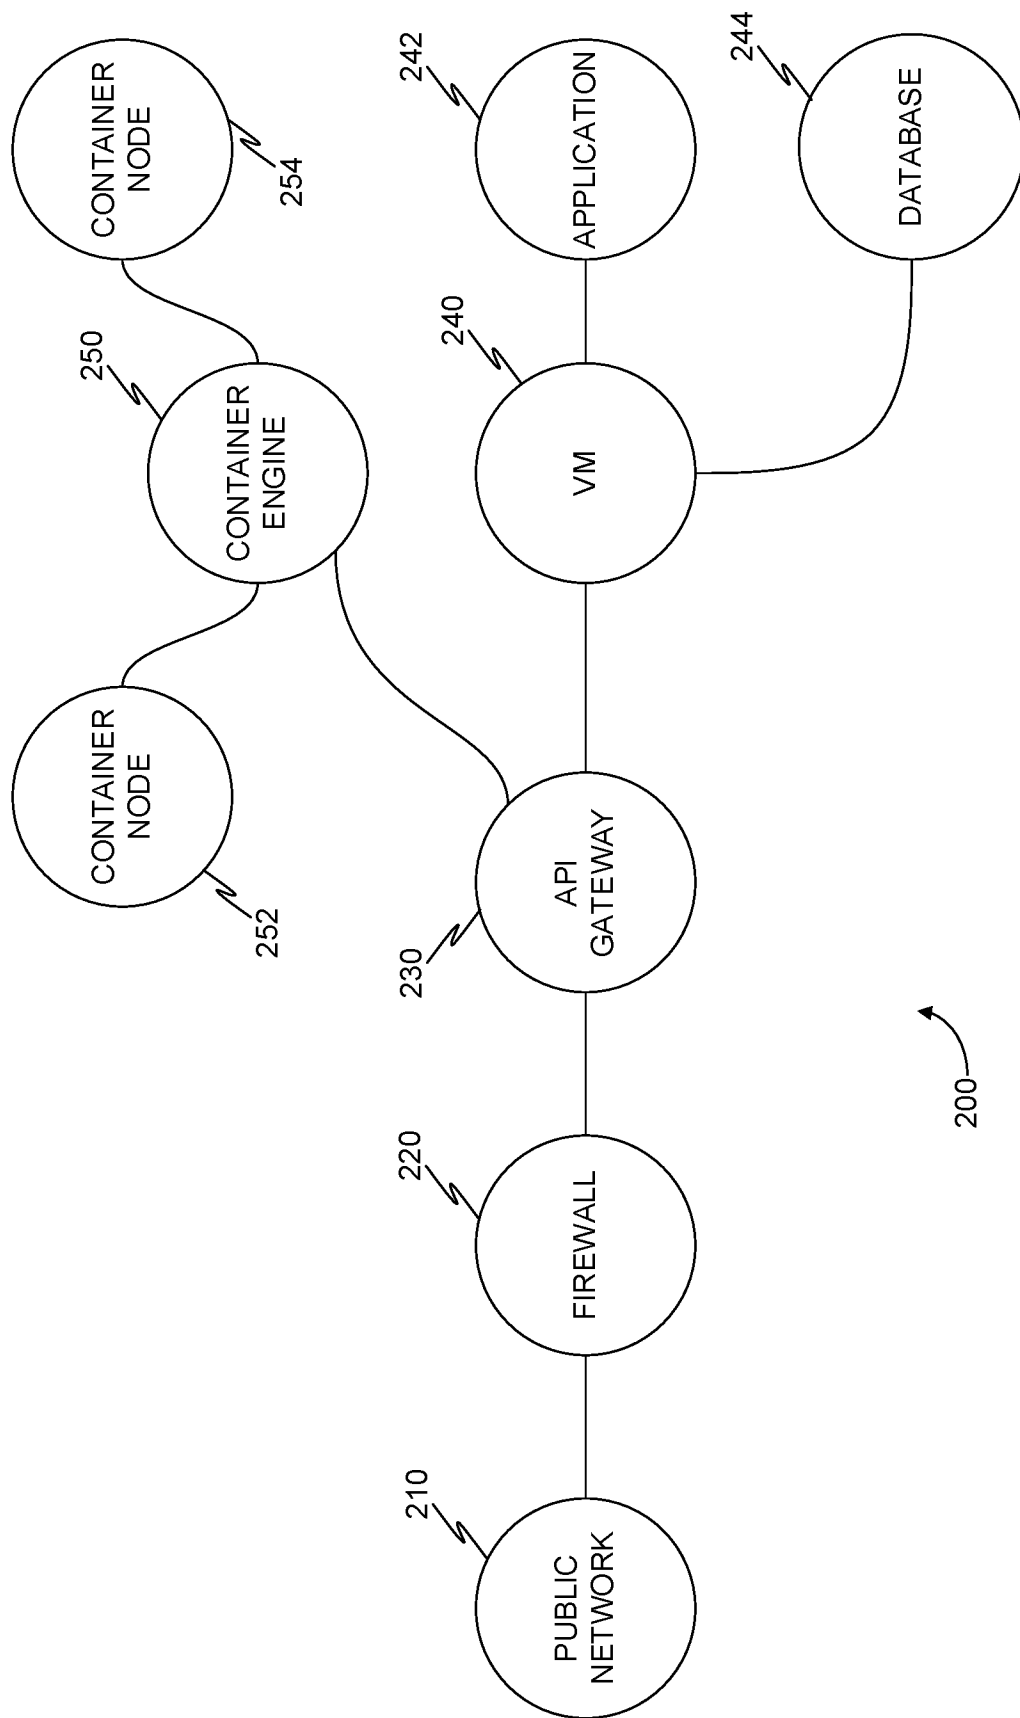 252
CONTAINER
NODE
250
CONTAINER
ENGINE
254
CONTAINER
NODE
210
PUBLIC
NETWORK
220
FIREWALL
230
API
GATEWAY
240
VM
242
APPLICATION
244
DATABASE
200